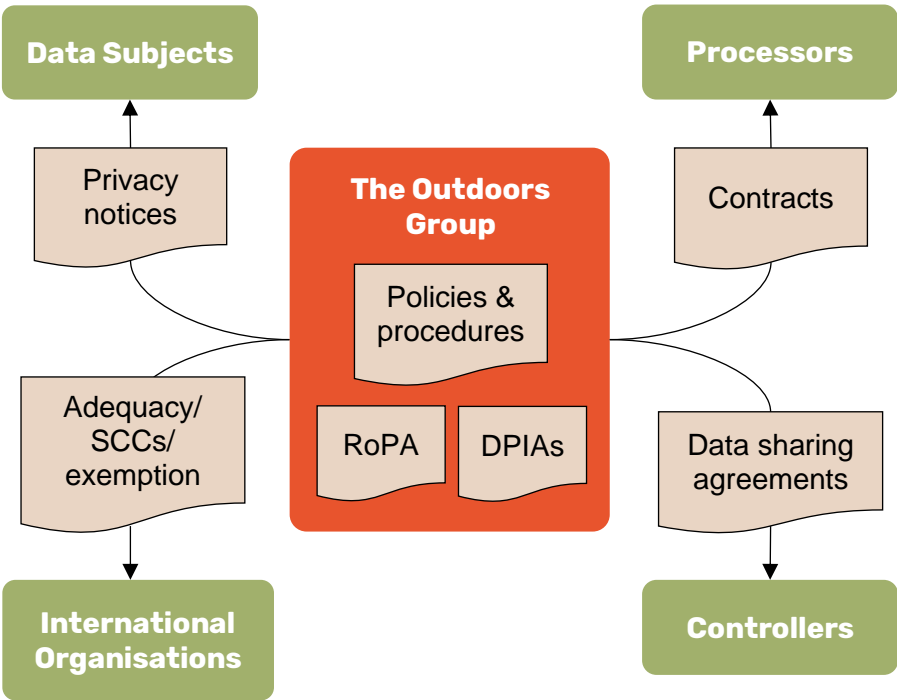 Data Subjects
Processors
Privacy
notices
The Outdoors
Group
Contracts
Policies &
procedures
Adequacy/
SCCs/
exemption
RoPA
DPIAs
Data sharing
agreements
International
Organisations
Controllers